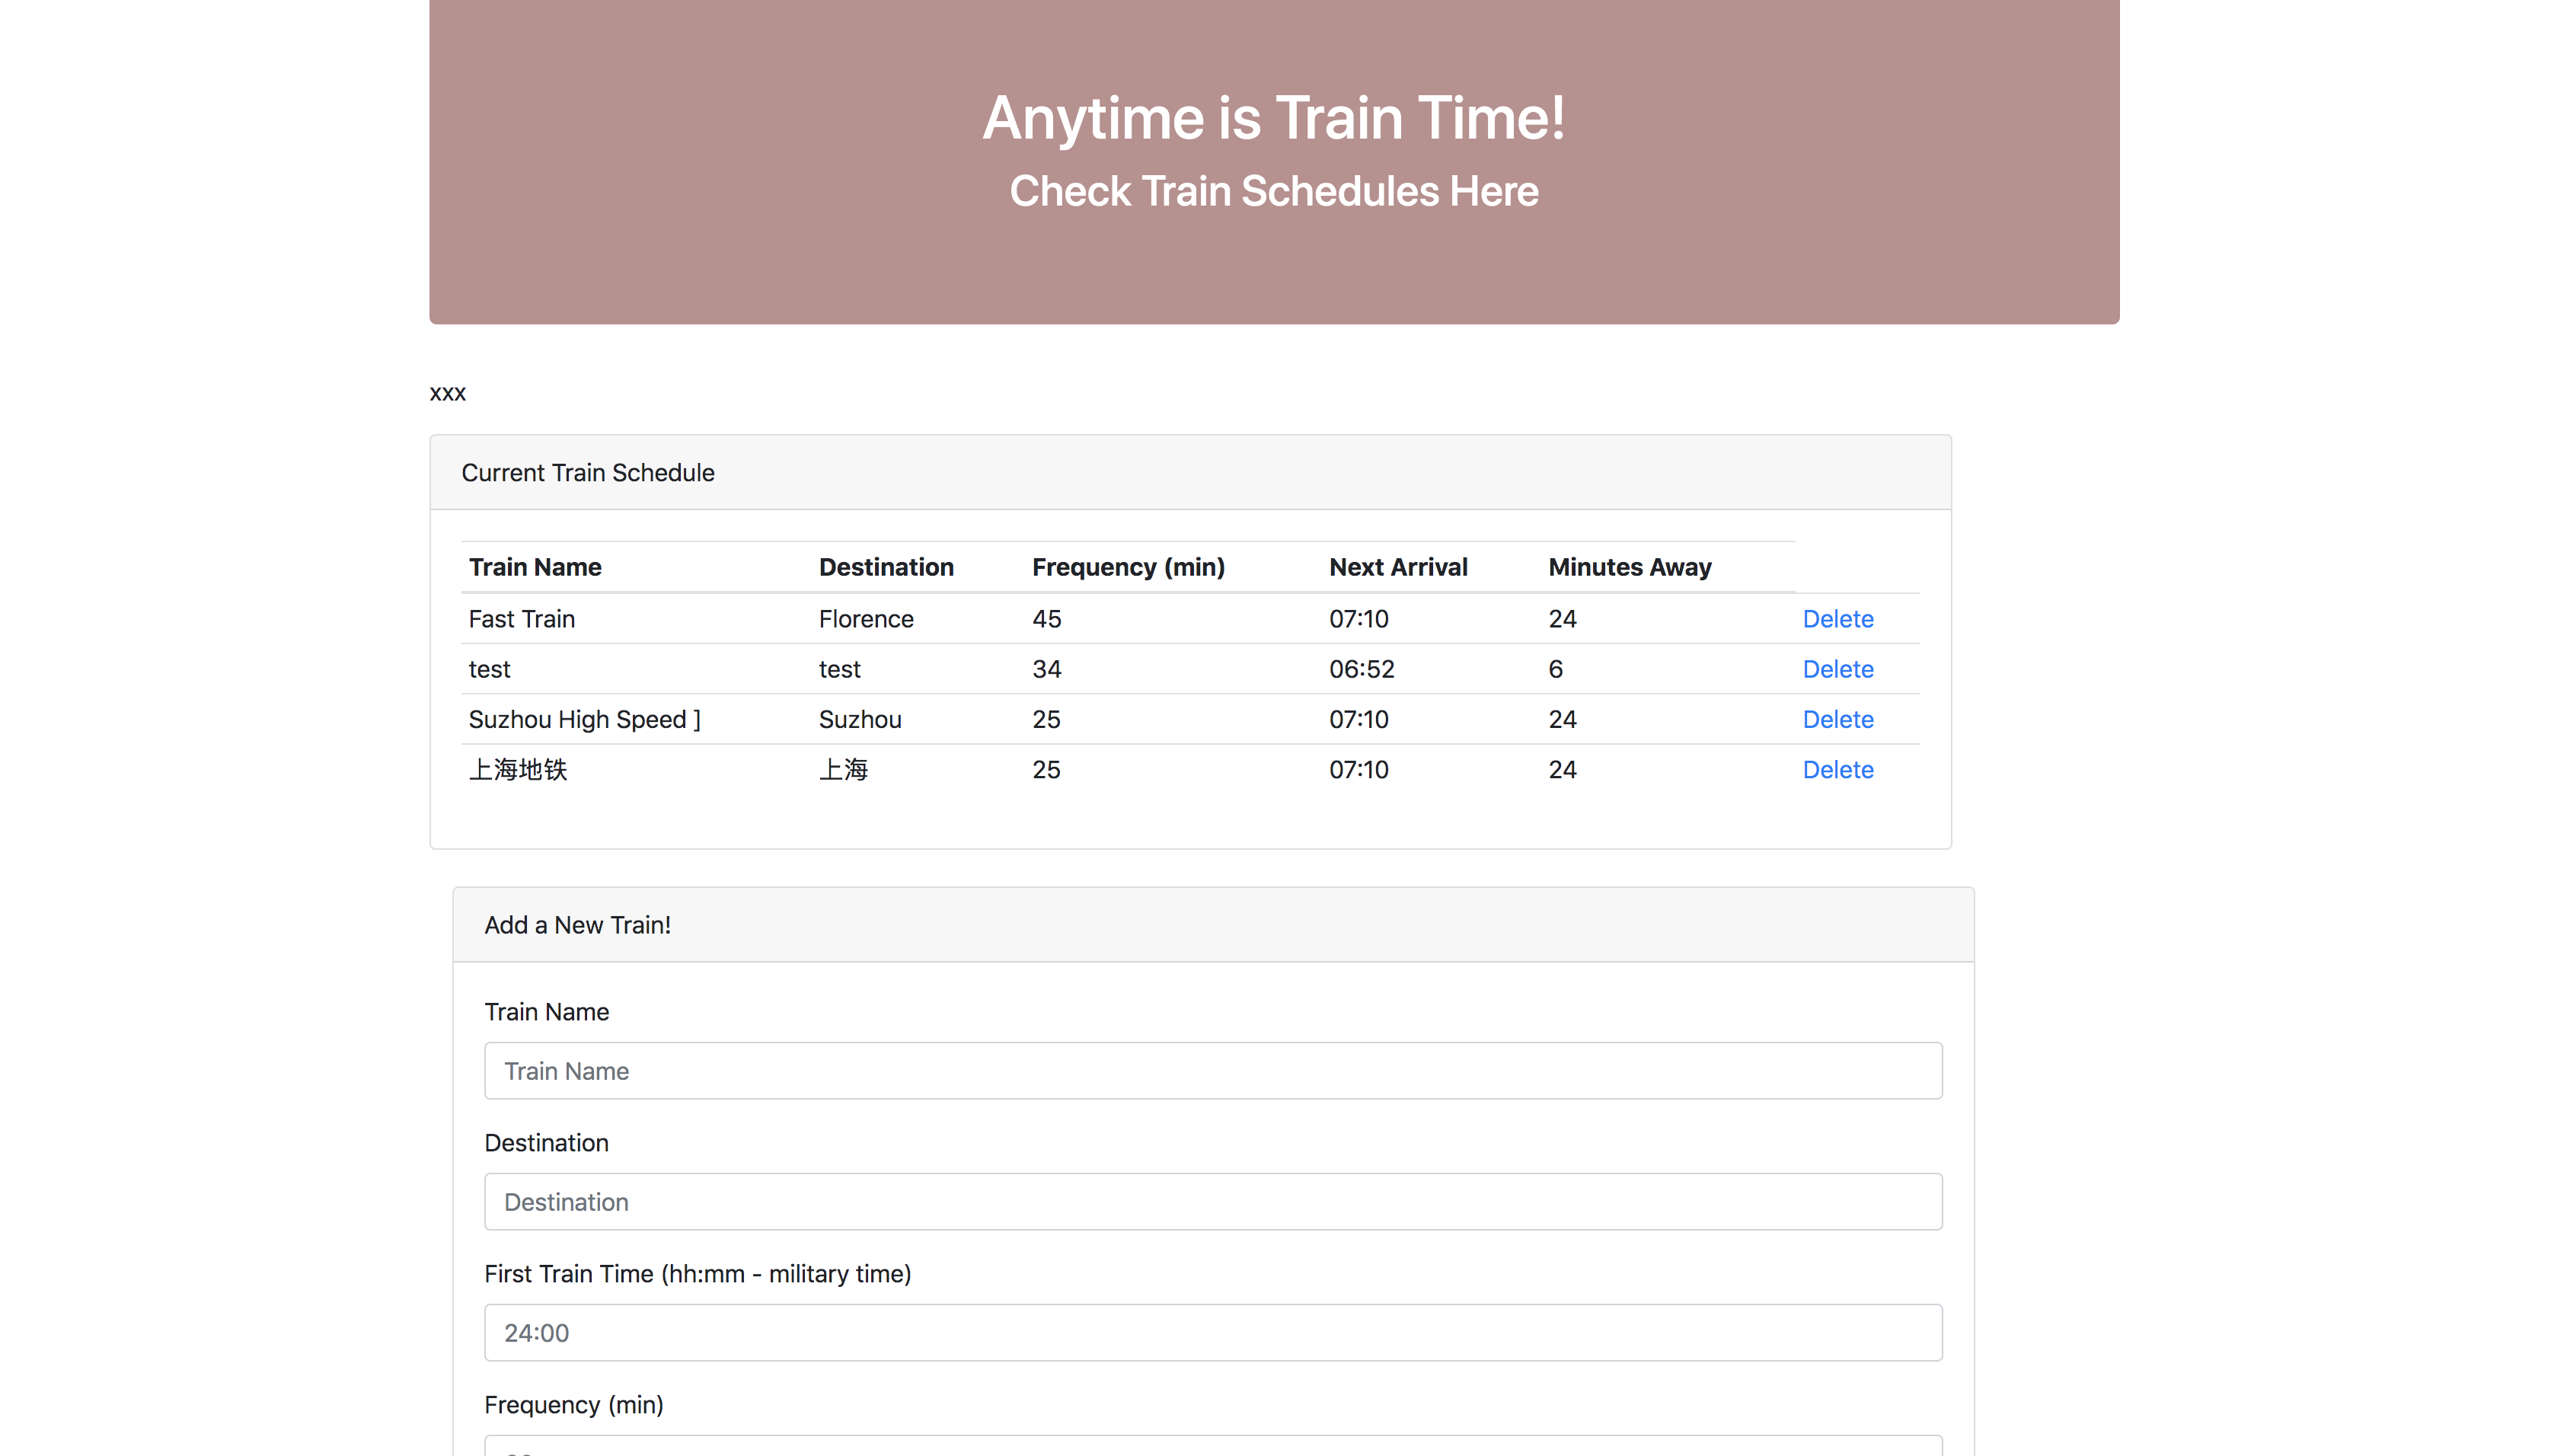 Anytime is Train Time!
Check Train Schedules Here
xxx
Current Train Schedule
Train Name Destination Frequency (min) Next Arrival Minutes Away
Fast Train Florence 45 07:10 24 Delete
test test 34 06:52 6 Delete
Suzhou High Speed ] Suzhou 25 07:10 24 Delete
上海地铁 上海 25 07:10 24 Delete
Add a New Train!
Train Name
Train Name
Destination
Destination
First Train Time (hh:mm - military time)
24:00
Frequency (min)